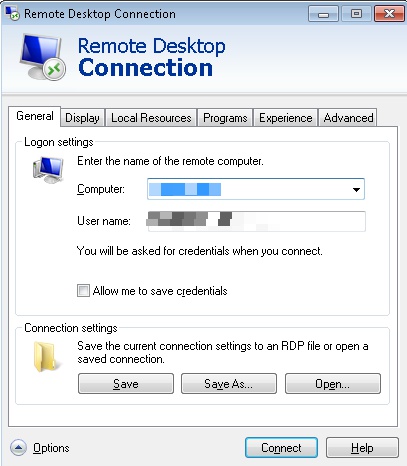 Remote Desktop Connection
Remote Desktop
Connection
General Display Local Resources Programs Experience Advanced
Logon settings
Enter the name of the remote computer.
Computer:
User name:
You will be asked for credentials when you connect.
Allow me to save credentials
Connection settings
Save the current connection settings to an RDP file or open a
saved connection.
Save Save As... Open...
Options Connect Help